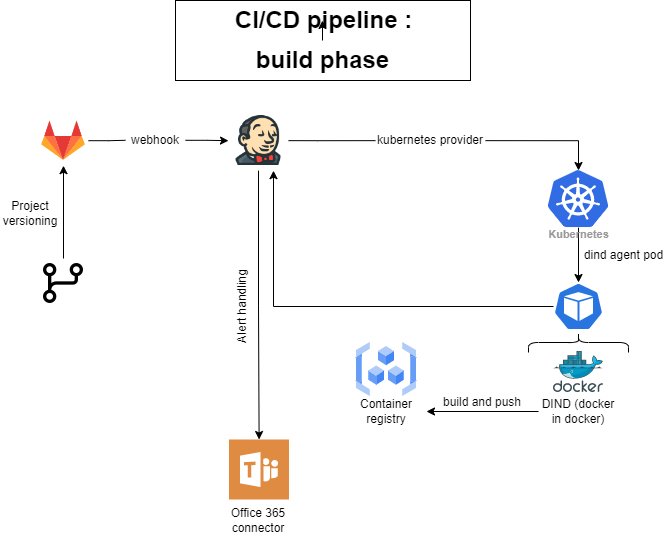 CI/CD pipeline :
build phase
webhook
kubernetes provider
Project
versioning
Kubernetes
dind agent pod
Alert handling
docker
Container
registry
build and push
DIND (docker
in docker)
T
Office 365
connector